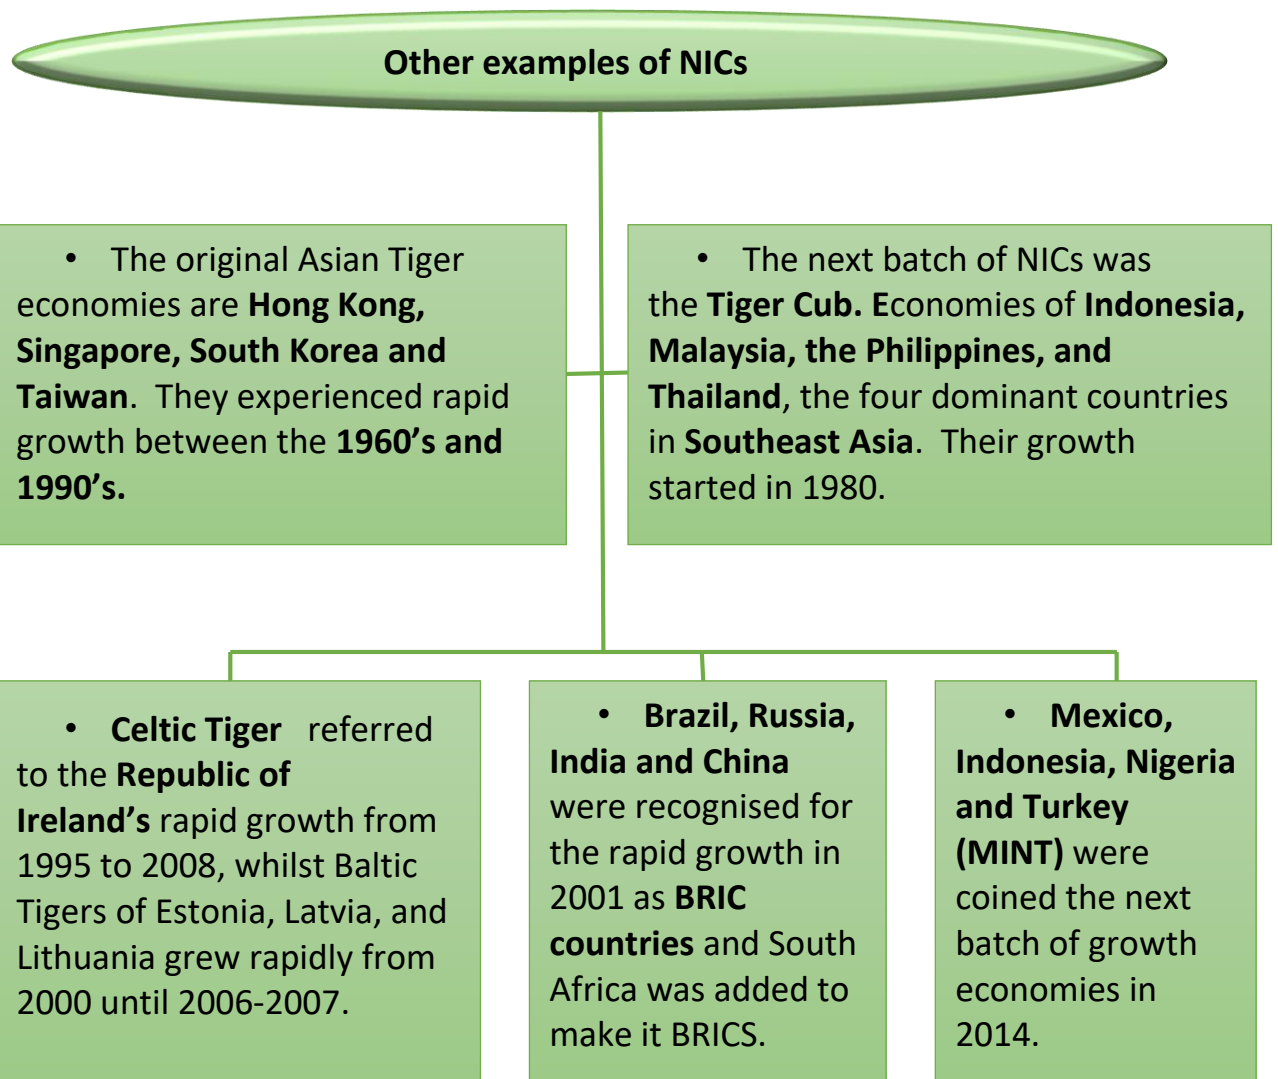 Other examples of NICs
• The original Asian Tiger
economies are Hong Kong,
Singapore, South Korea and
Taiwan.  They experienced rapid
growth between the 1960’s and
1990’s.
• The next batch of NICs was
the Tiger Cub. Economies of Indonesia,
Malaysia, the Philippines, and
Thailand, the four dominant countries
in Southeast Asia.  Their growth
started in 1980.
• Celtic Tiger   referred
to the Republic of
Ireland’s rapid growth from
1995 to 2008, whilst Baltic
Tigers of Estonia, Latvia, and
Lithuania grew rapidly from
2000 until 2006-2007.
• Brazil, Russia,
India and China
were recognised for
the rapid growth in
2001 as BRIC
countries and South
Africa was added to
make it BRICS.
• Mexico,
Indonesia, Nigeria
and Turkey
(MINT) were
coined the next
batch of growth
economies in
2014.